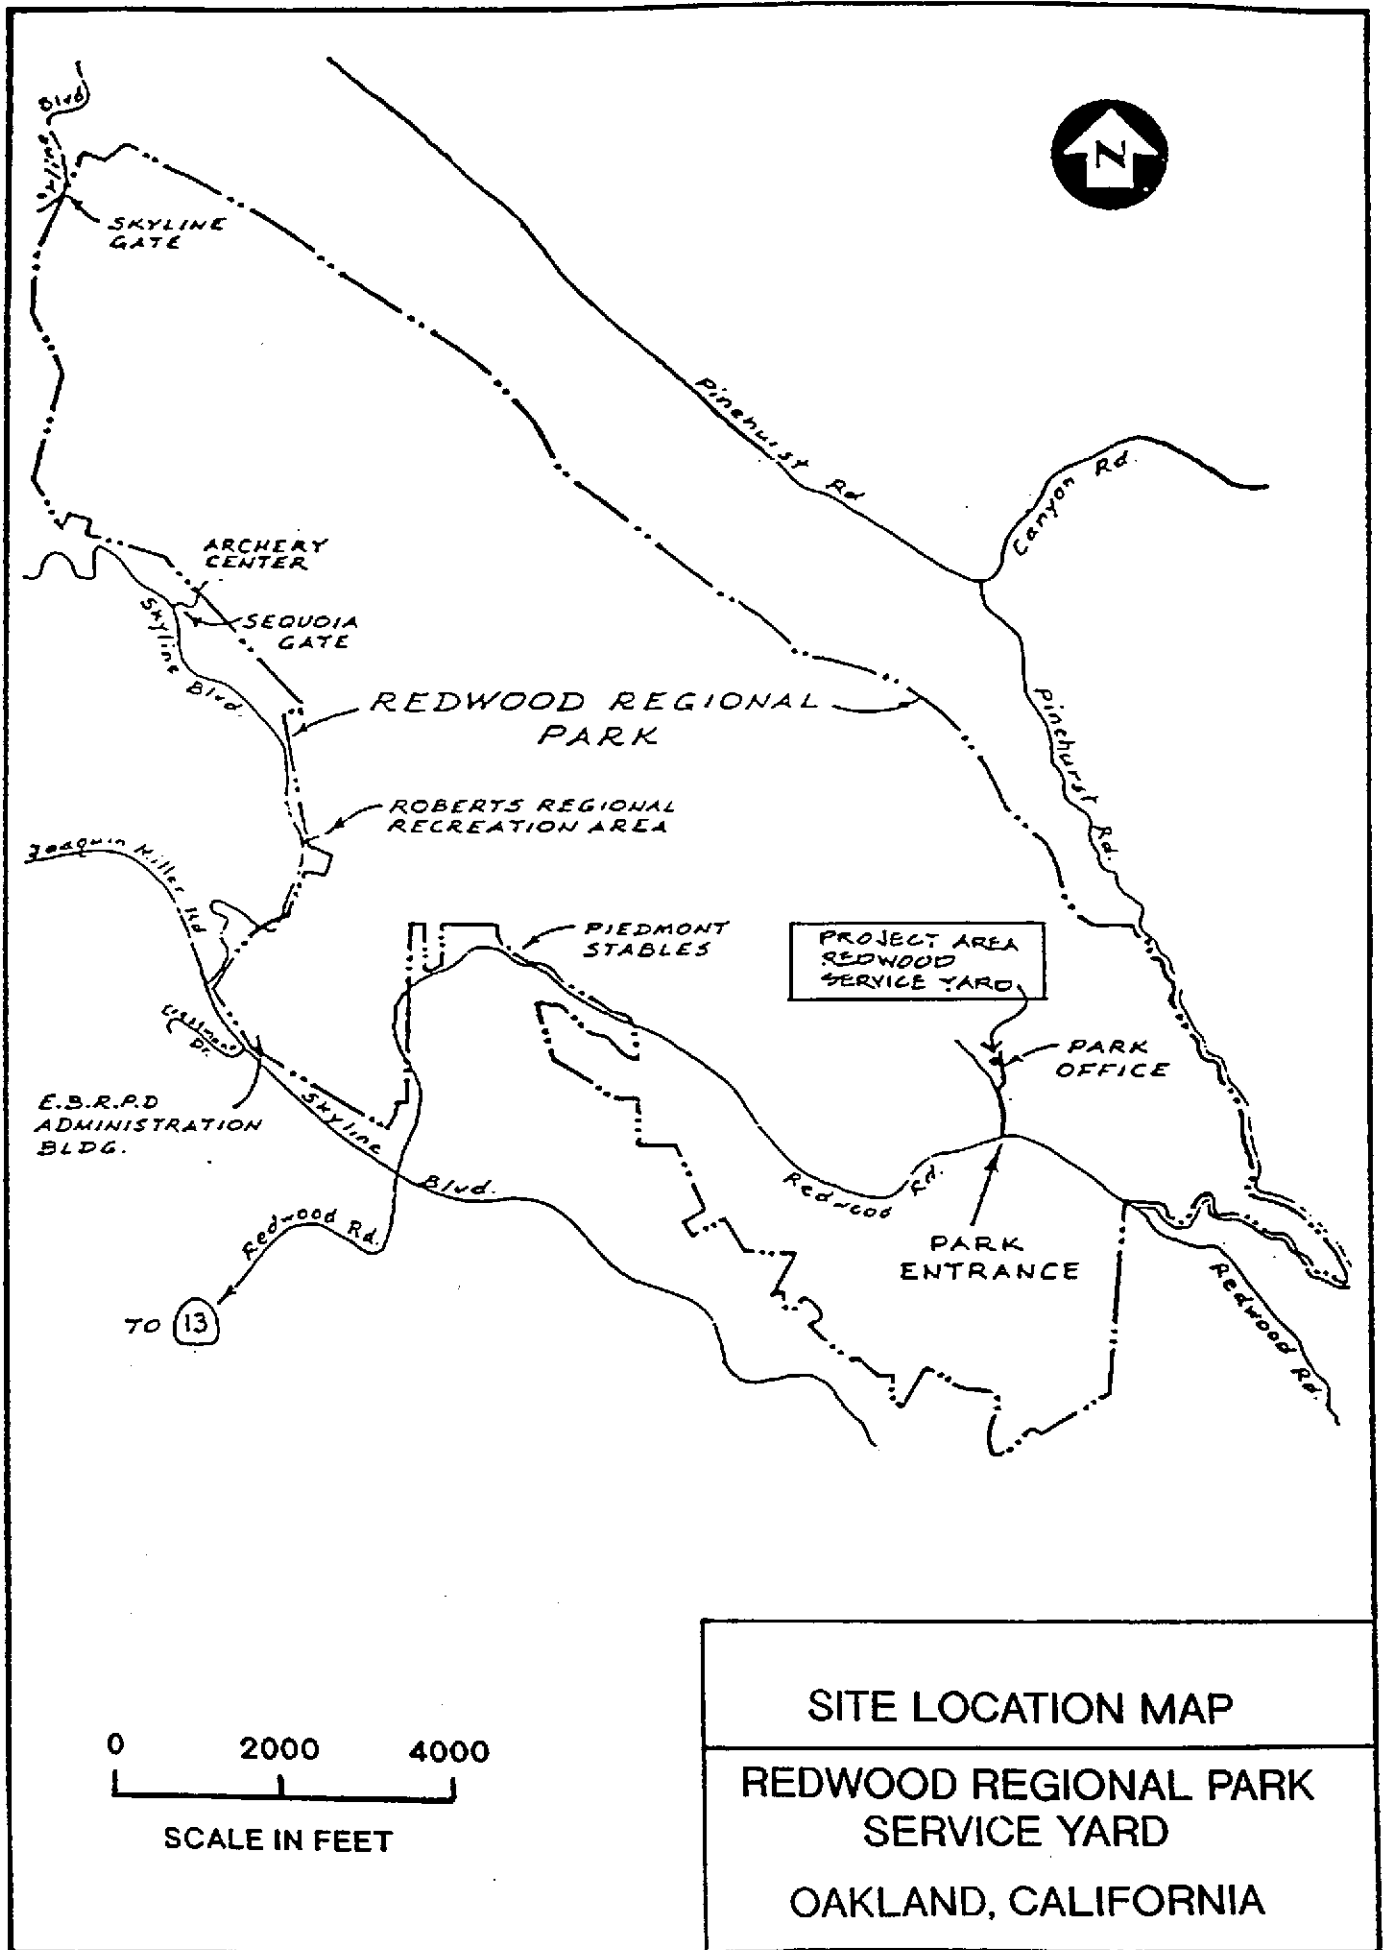 Skyline
Blvd
N
SKYLINE
GATE
Pinehurst Rd
Canyon Rd.
ARCHERY
CENTER
SEQUOIA
GATE
Skyline Blvd.
REDWOOD REGIONAL
PARK
Pinehurst Rd.
ROBERTS REGIONAL
RECREATION AREA
Joaquin Miller Rd
PIEDMONT
STABLES
PROJECT AREA
REDWOOD
SERVICE YARD
Dr.
PARK
OFFICE
E.B.R.P.D
ADMINISTRATION
BLDG.
Skyline Blvd.
Redwood Rd.
Redwood Rd.
PARK
ENTRANCE
Redwood Rd.
TO 13
SITE LOCATION MAP
0 2000 4000
SCALE IN FEET
REDWOOD REGIONAL PARK
SERVICE YARD
OAKLAND, CALIFORNIA